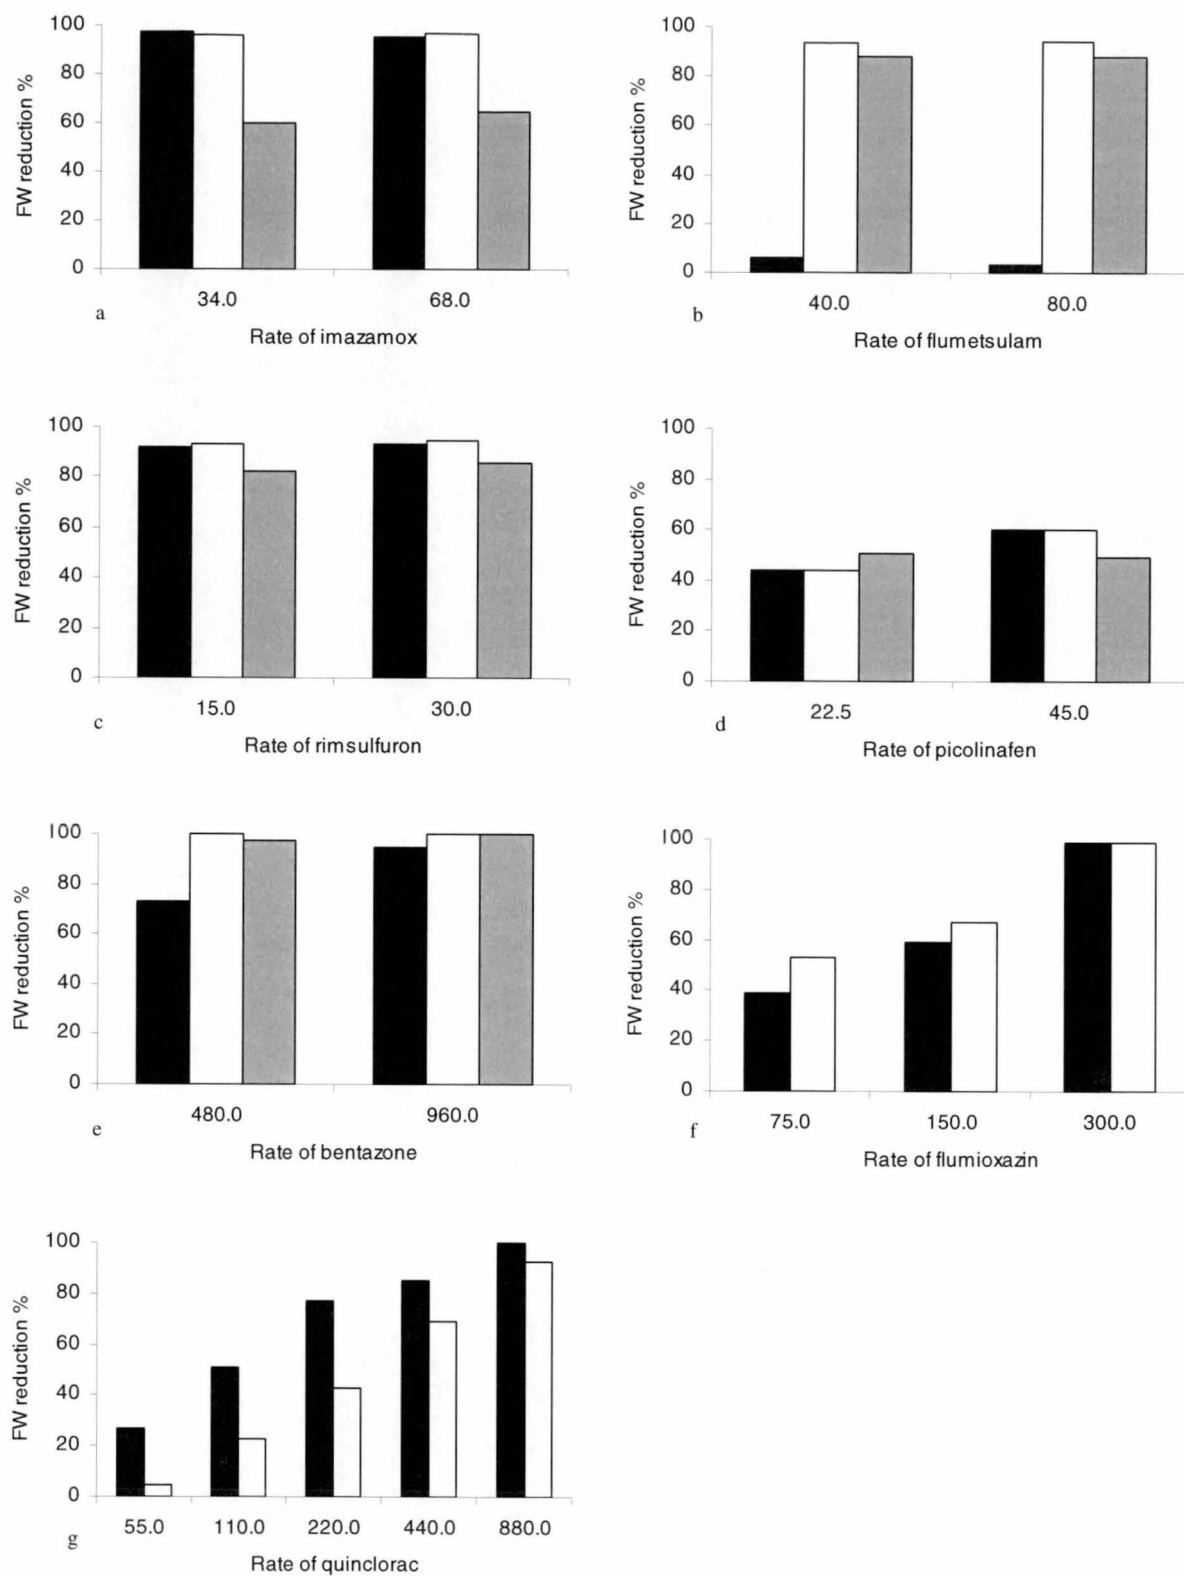 100
80
60
40
20
0
FW reduction %
34.0 68.0
a
Rate of imazamox
100
80
60
40
20
0
FW reduction %
40.0 80.0
b
Rate of flumetsulam
100
80
60
40
20
0
FW reduction %
15.0 30.0
c
Rate of rimsulfuron
100
80
60
40
20
0
FW reduction %
22.5 45.0
d
Rate of picolinafen
100
80
60
40
20
0
FW reduction %
480.0 960.0
e
Rate of bentazone
100
80
60
40
20
0
FW reduction %
75.0 150.0 300.0
f
Rate of flumioxazin
100
80
60
40
20
0
FW reduction %
55.0 110.0 220.0 440.0 880.0
g
Rate of quinclorac